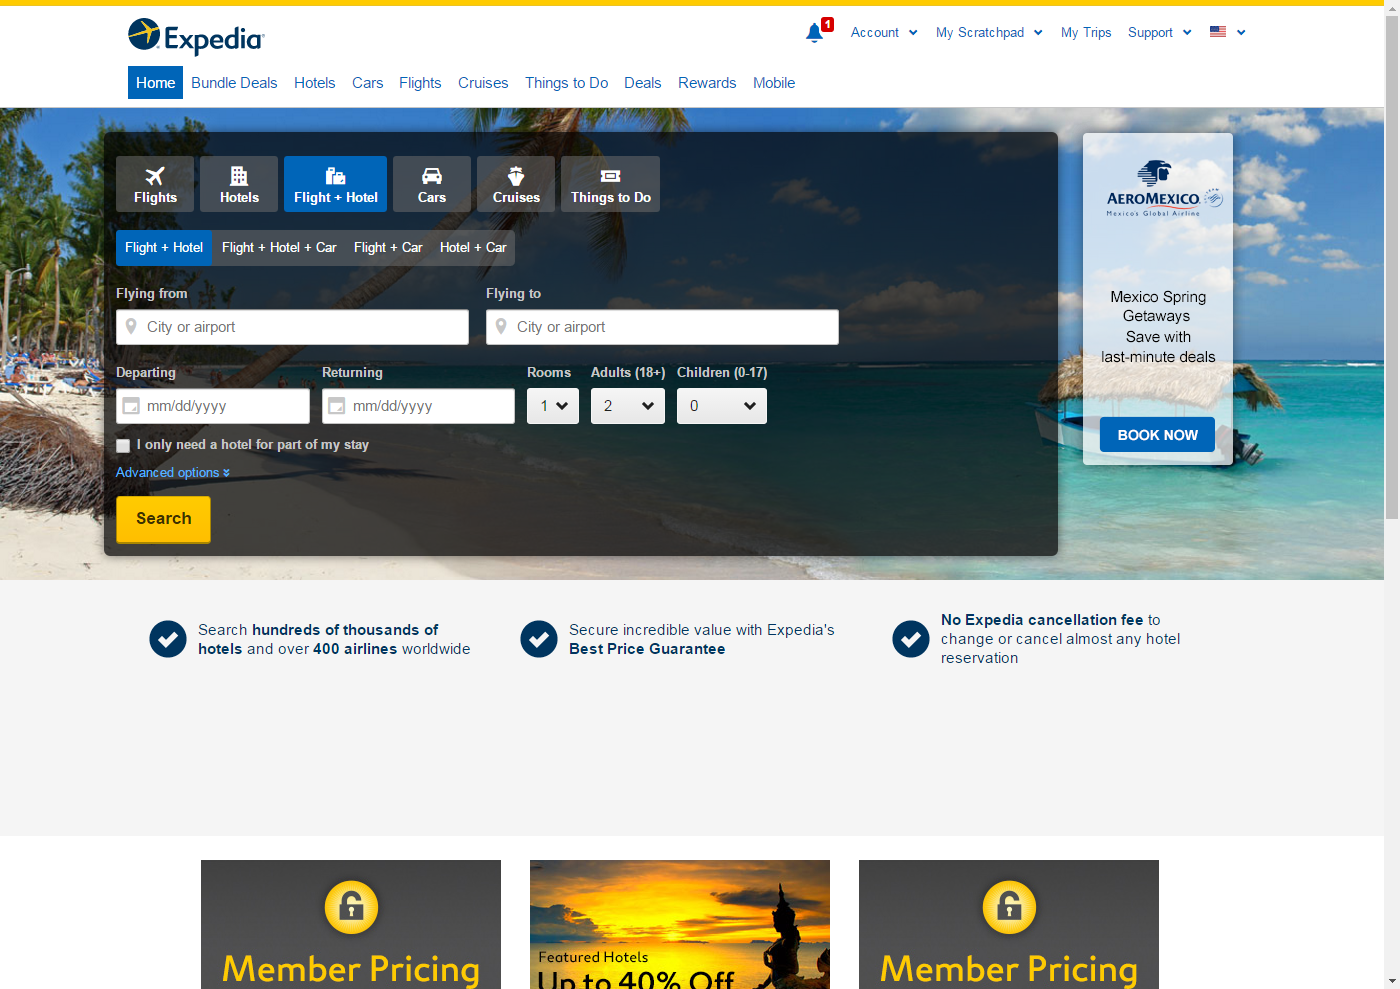 Expedia
1
Account
My Scratchpad
My Trips
Support
Home
Bundle Deals
Hotels
Cars
Flights
Cruises
Things to Do
Deals
Rewards
Mobile
Flights
Hotels
Flight + Hotel
Cars
Cruises
Things to Do
Flight + Hotel
Flight + Hotel + Car
Flight + Car
Hotel + Car
Flying from
Flying to
City or airport
City or airport
Departing
Returning
Rooms
Adults (18+)
Children (0-17)
mm/dd/yyyy
mm/dd/yyyy
1
2
0
I only need a hotel for part of my stay
Advanced options
Search
AEROMEXICO
Mexico's Global Airline
Mexico Spring
Getaways
Save with
last-minute deals
BOOK NOW
Search hundreds of thousands of
hotels and over 400 airlines worldwide
Secure incredible value with Expedia's
Best Price Guarantee
No Expedia cancellation fee to
change or cancel almost any hotel
reservation
Member Pricing
Featured Hotels
Up to 40% Off
Member Pricing